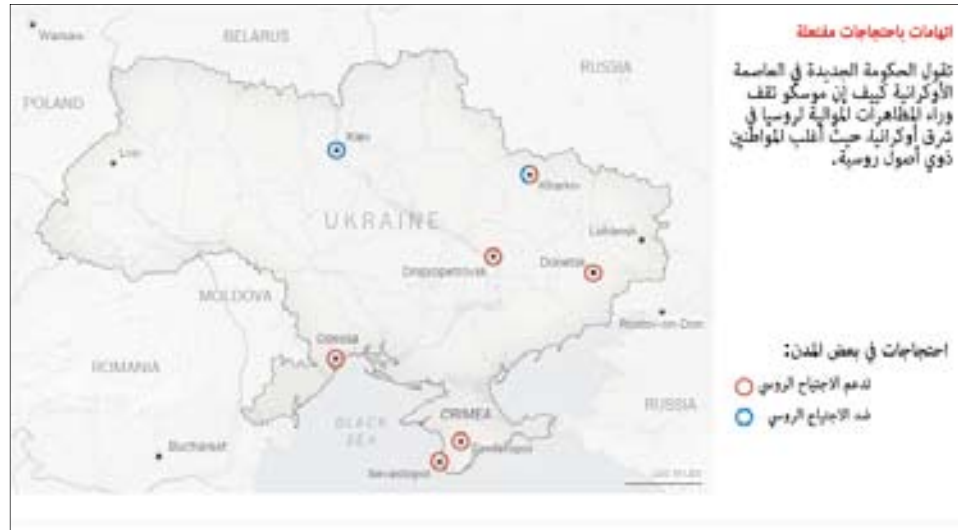 اتهامات باحتجاجات مفتعلة
تقول الحكومة الجديدة في العاصمة
الأوكرانية كييف إن موسكو تقف
وراء المظاهرات الموالية لروسيا في
شرق أوكرانيا، حيث أغلب المواطنين
ذوي أصول روسية.
Warsaw
BELARUS
RUSSIA
POLAND
Kiev
Lviv
Kharkiv
UKRAINE
Luhansk
Dnipropetrovsk
Donetsk
MOLDOVA
Rostov-on-Don
Odessa
ROMANIA
احتجاجات في بعض المدن:
تدعم الاجتياح الروسي
ضد الاجتياح الروسي
RUSSIA
CRIMEA
BLACK
SEA
Simferopol
Bucharest
Sevastopol